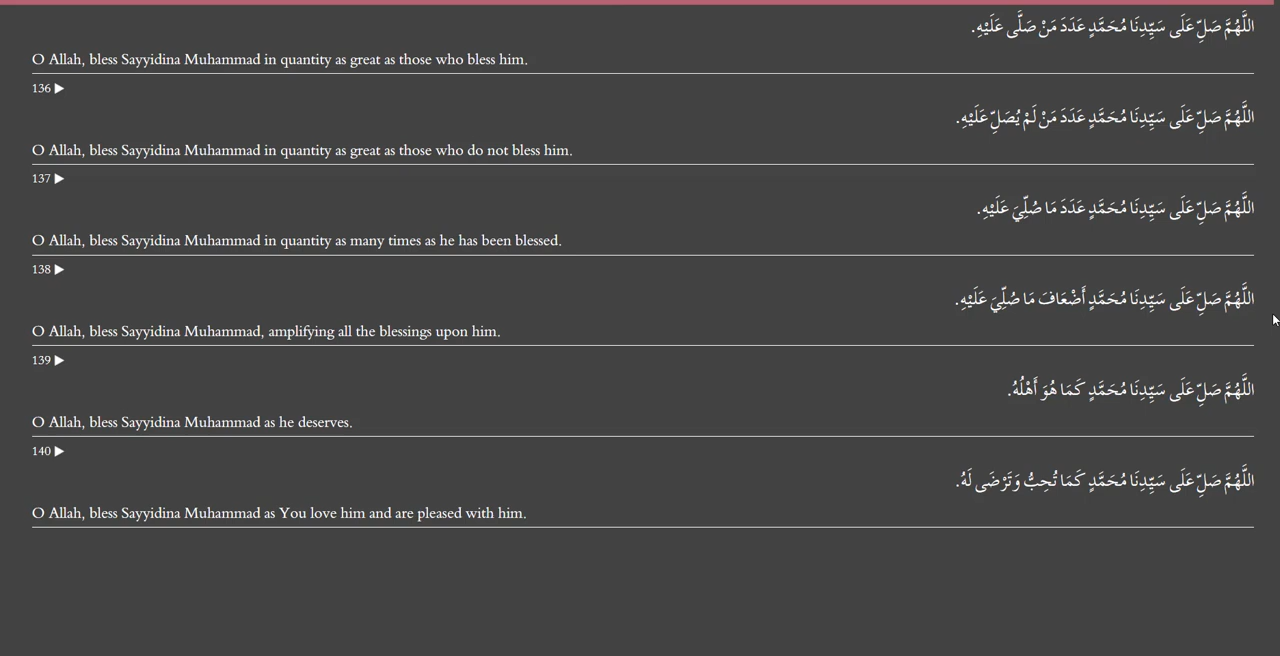 اللَّهُمَّ صَلِّ عَلَى سَيِّدِنَا مُحَمَّدٍ عَدَدَ مَنْ صَلَّى عَلَيْهِ.
O Allah, bless Sayyidina Muhammad in quantity as great as those who bless him.
136 ▶
اللَّهُمَّ صَلِّ عَلَى سَيِّدِنَا مُحَمَّدٍ عَدَدَ مَنْ لَمْ يُصَلِّ عَلَيْهِ.
O Allah, bless Sayyidina Muhammad in quantity as great as those who do not bless him.
137 ▶
اللَّهُمَّ صَلِّ عَلَى سَيِّدِنَا مُحَمَّدٍ عَدَدَ مَا صُلِّيَ عَلَيْهِ.
O Allah, bless Sayyidina Muhammad in quantity as many times as he has been blessed.
138 ▶
اللَّهُمَّ صَلِّ عَلَى سَيِّدِنَا مُحَمَّدٍ أَضْعَافَ مَا صُلِّيَ عَلَيْهِ.
O Allah, bless Sayyidina Muhammad, amplifying all the blessings upon him.
139 ▶
اللَّهُمَّ صَلِّ عَلَى سَيِّدِنَا مُحَمَّدٍ كَمَا هُوَ أَهْلُهُ.
O Allah, bless Sayyidina Muhammad as he deserves.
140 ▶
اللَّهُمَّ صَلِّ عَلَى سَيِّدِنَا مُحَمَّدٍ كَمَا تُحِبُّ وَتَرْضَى لَهُ.
O Allah, bless Sayyidina Muhammad as You love him and are pleased with him.